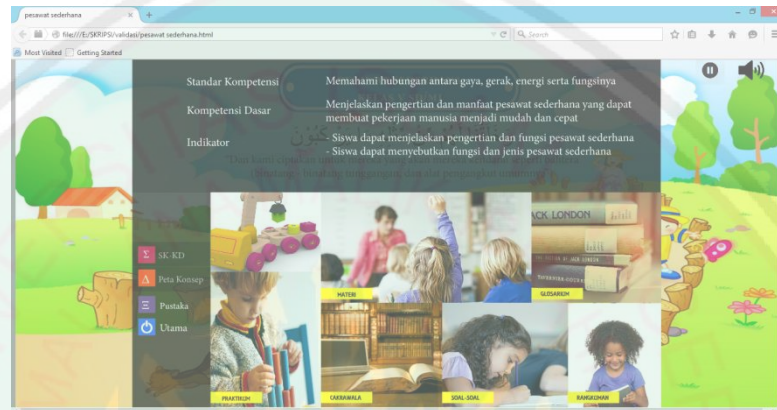 pesawat sederhana
file:///E:/SKRIPSI/validasi/pesawat sederhana.html
Search
Most Visited
Getting Started
Standar Kompetensi
Memahami hubungan antara gaya, gerak, energi serta fungsinya
Kompetensi Dasar
Menjelaskan pengertian dan manfaat pesawat sederhana yang dapat
membuat pekerjaan manusia menjadi mudah dan cepat
Indikator
- Siswa dapat menjelaskan pengertian dan fungsi pesawat sederhana
- Siswa dapat menyebutkan fungsi dan jenis pesawat sederhana
SK-KD
Peta Konsep
Pustaka
Utama
MATERI
JACK LONDON
GLOSARIUM
PRAKTIKUM
CAKRAWALA
SOAL-SOAL
RANGKUMAN